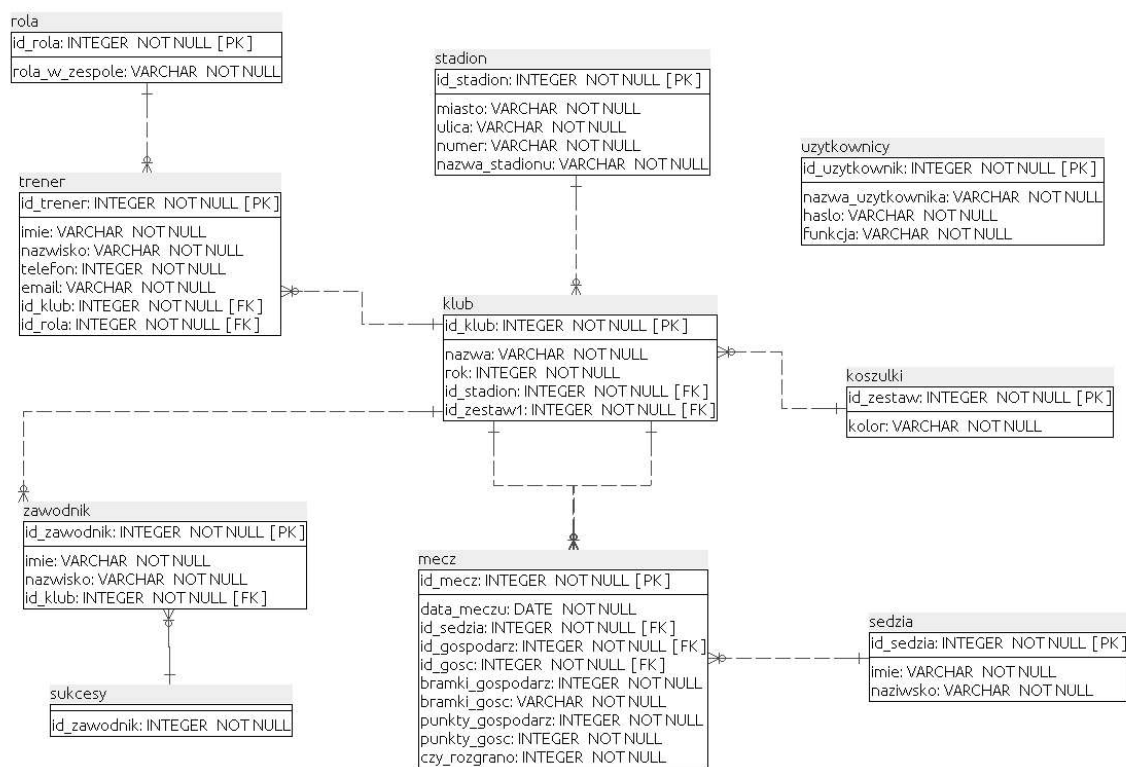 rola
id_rola: INTEGER NOT NULL [PK]
rola_w_zespole: VARCHAR NOT NULL
stadion
id_stadion: INTEGER NOT NULL [PK]
miasto: VARCHAR NOT NULL
ulica: VARCHAR NOT NULL
numer: VARCHAR NOT NULL
nazwa_stadionu: VARCHAR NOT NULL
uzytkownicy
id_uzytkownik: INTEGER NOT NULL [PK]
nazwa_uzytkownika: VARCHAR NOT NULL
haslo: VARCHAR NOT NULL
funkcja: VARCHAR NOT NULL
trener
id_trener: INTEGER NOT NULL [PK]
imie: VARCHAR NOT NULL
nazwisko: VARCHAR NOT NULL
telefon: INTEGER NOT NULL
email: VARCHAR NOT NULL
id_klub: INTEGER NOT NULL [FK]
id_rola: INTEGER NOT NULL [FK]
klub
id_klub: INTEGER NOT NULL [PK]
nazwa: VARCHAR NOT NULL
rok: INTEGER NOT NULL
id_stadion: INTEGER NOT NULL [FK]
id_zestaw1: INTEGER NOT NULL [FK]
koszulki
id_zestaw: INTEGER NOT NULL [PK]
kolor: VARCHAR NOT NULL
zawodnik
id_zawodnik: INTEGER NOT NULL [PK]
imie: VARCHAR NOT NULL
nazwisko: VARCHAR NOT NULL
id_klub: INTEGER NOT NULL [FK]
mecz
id_mecz: INTEGER NOT NULL [PK]
data_meczu: DATE NOT NULL
id_sedzia: INTEGER NOT NULL [FK]
id_gospodarz: INTEGER NOT NULL [FK]
id_gosc: INTEGER NOT NULL [FK]
bramki_gospodarz: INTEGER NOT NULL
bramki_gosc: VARCHAR NOT NULL
punkty_gospodarz: INTEGER NOT NULL
punkty_gosc: INTEGER NOT NULL
czy_rozgrano: INTEGER NOT NULL
sedzia
id_sedzia: INTEGER NOT NULL [PK]
imie: VARCHAR NOT NULL
naziwsko: VARCHAR NOT NULL
sukcesy
id_zawodnik: INTEGER NOT NULL